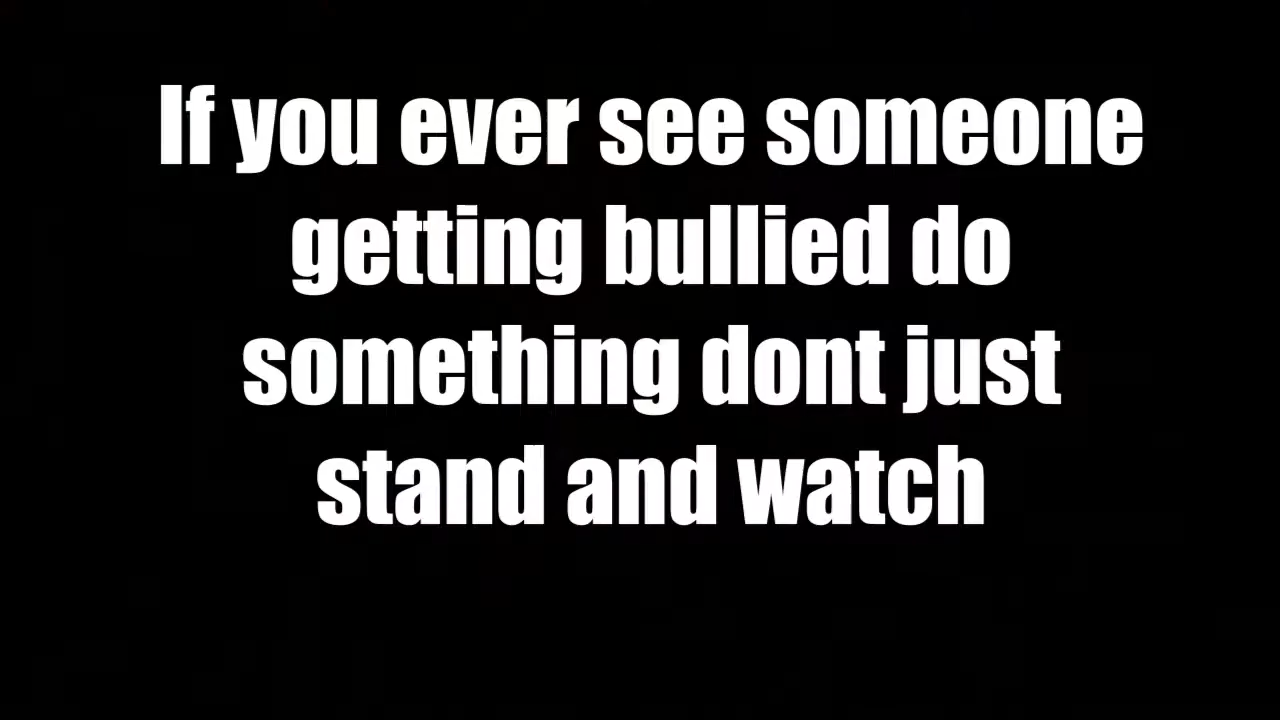 If you ever see someone
getting bullied do
something dont just
stand and watch